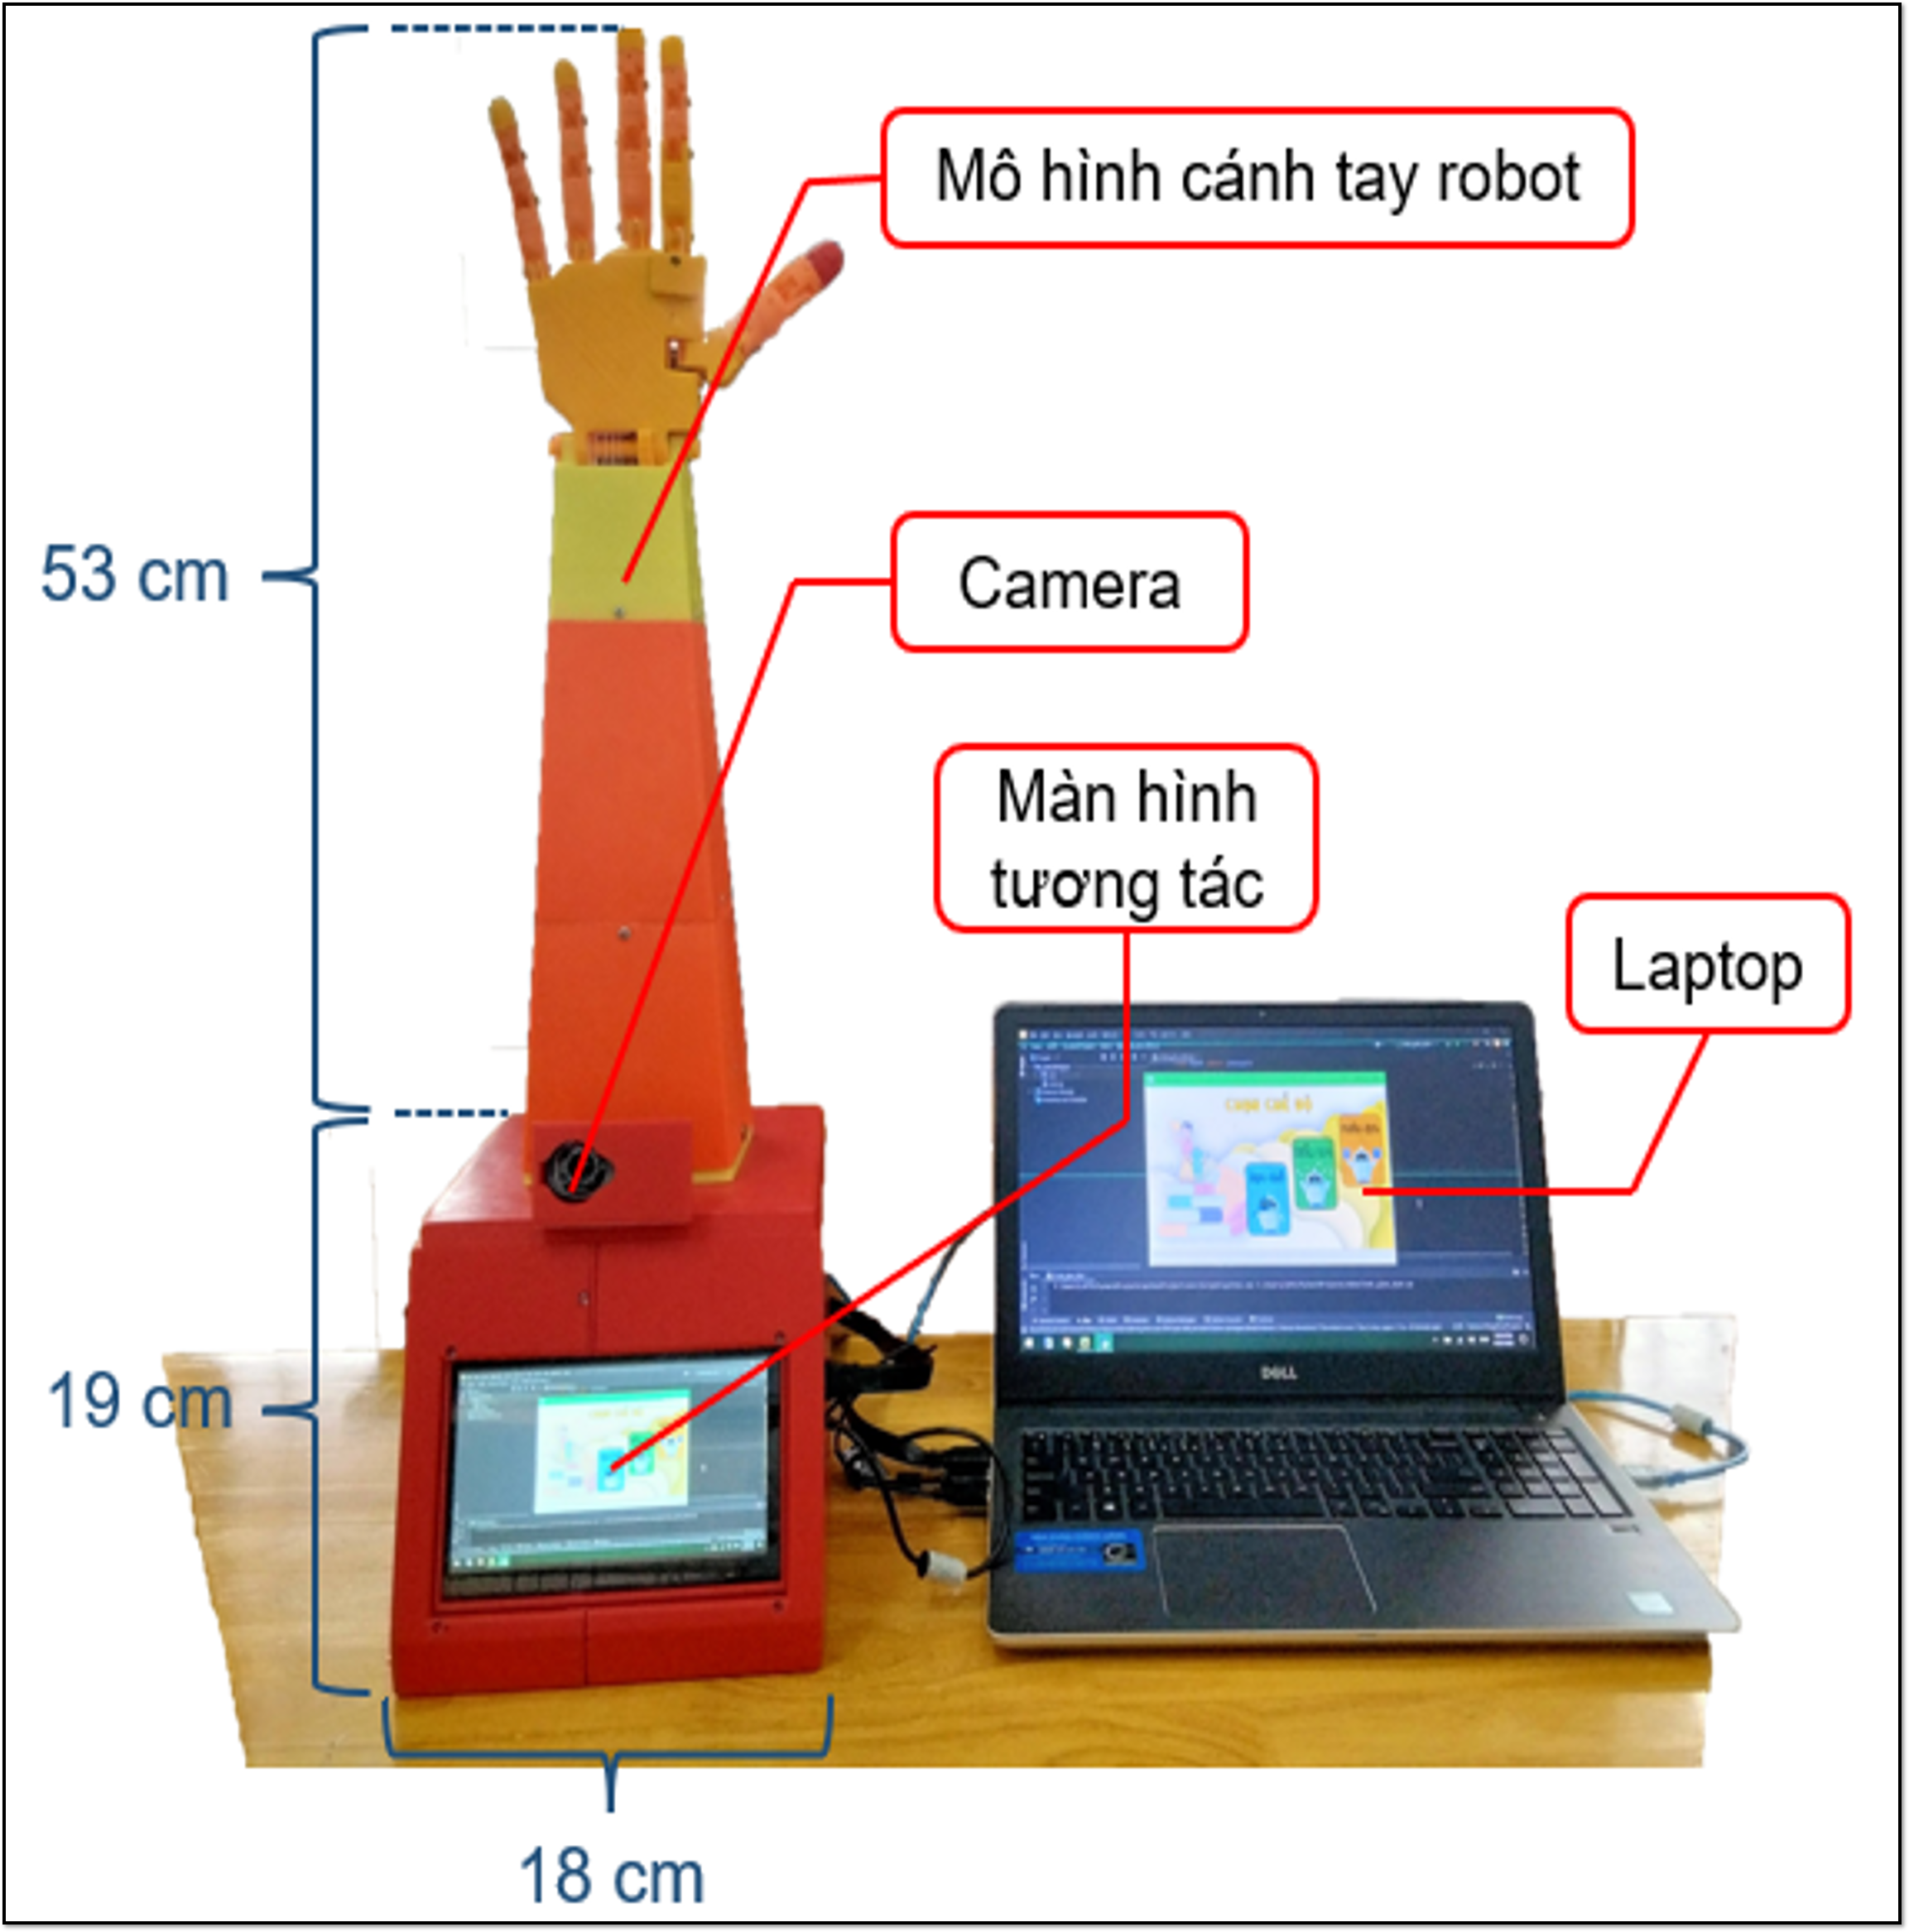 Mô hình cánh tay robot
Camera
53 cm
Màn hình
tương tác
Laptop
DELL
19 cm
18 cm